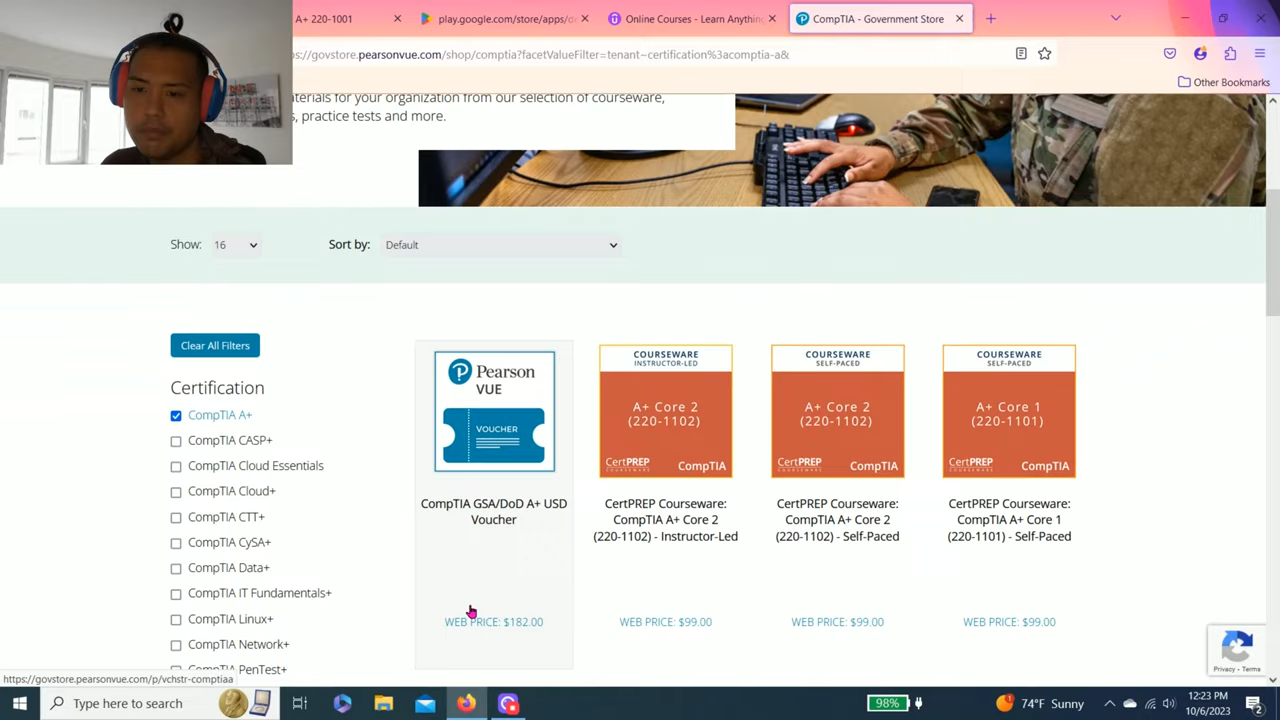 A+ 220-1001
play.google.com/store/apps/de
Online Courses - Learn Anything
CompTIA - Government Store
https://govstore.pearsonvue.com/shop/comptia?facetValueFilter=tenant~certification%3acomptia-a&
Other Bookmarks
materials for your organization from our selection of courseware,
practice tests and more.
Show: 16
Sort by: Default
Clear All Filters
Certification
CompTIA A+
CompTIA CASP+
CompTIA Cloud Essentials
CompTIA Cloud+
CompTIA CTT+
CompTIA CySA+
CompTIA Data+
CompTIA IT Fundamentals+
CompTIA Linux+
CompTIA Network+
CompTIA PenTest+
Pearson
VUE
VOUCHER
CompTIA GSA/DoD A+ USD
Voucher
WEB PRICE: $182.00
COURSEWARE
INSTRUCTOR-LED
A+ Core 2
(220-1102)
CertPREP
COURSEWARE
CompTIA
CertPREP Courseware:
CompTIA A+ Core 2
(220-1102) - Instructor-Led
WEB PRICE: $99.00
COURSEWARE
SELF-PACED
A+ Core 2
(220-1102)
CertPREP
COURSEWARE
CompTIA
CertPREP Courseware:
CompTIA A+ Core 2
(220-1102) - Self-Paced
WEB PRICE: $99.00
COURSEWARE
SELF-PACED
A+ Core 1
(220-1101)
CertPREP
COURSEWARE
CompTIA
CertPREP Courseware:
CompTIA A+ Core 1
(220-1101) - Self-Paced
WEB PRICE: $99.00
Privacy - Terms
https://govstore.pearsonvue.com/p/vchstr-comptiaa
Type here to search
98%
74°F Sunny
12:23 PM
10/6/2023
2